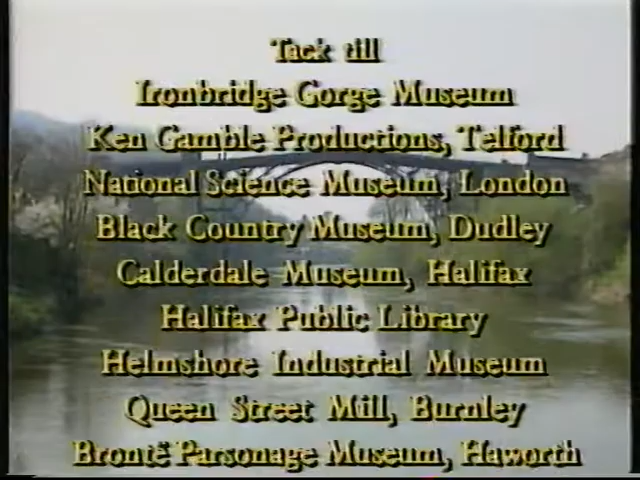 Tack till
Ironbridge Gorge Museum
Ken Gamble Productions, Telford
National Science Museum, London
Black Country Museum, Dudley
Calderdale Museum, Halifax
Halifax Public Library
Helmshore Industrial Museum
Queen Street Mill, Burnley
Brontë Parsonage Museum, Haworth